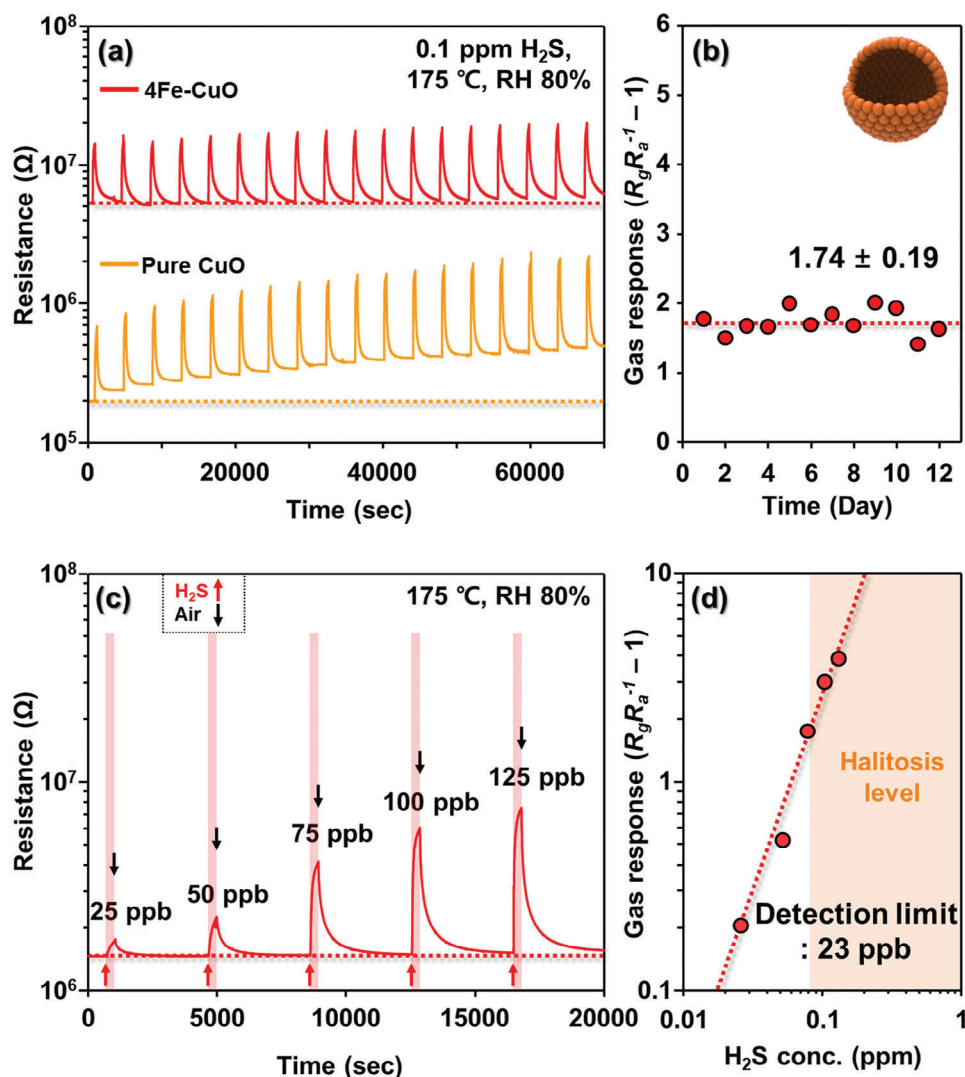 (a)
0.1 ppm H₂S,
175 ℃, RH 80%
4Fe-CuO
Pure CuO
Resistance (Ω)
10⁸
10⁷
10⁶
10⁵
0
20000
40000
60000
Time (sec)
(b)
Gas response (RgRa⁻¹ – 1)
6
5
4
3
2
1
0
1.74 ± 0.19
0
2
4
6
8
10
12
Time (Day)
(c)
H₂S
Air
175 ℃, RH 80%
Resistance (Ω)
10⁸
10⁷
10⁶
25 ppb
50 ppb
75 ppb
100 ppb
125 ppb
0
5000
10000
15000
20000
Time (sec)
(d)
Gas response (RgRa⁻¹ – 1)
10
1
0.1
Halitosis
level
Detection limit
: 23 ppb
0.01
0.1
1
H₂S conc. (ppm)